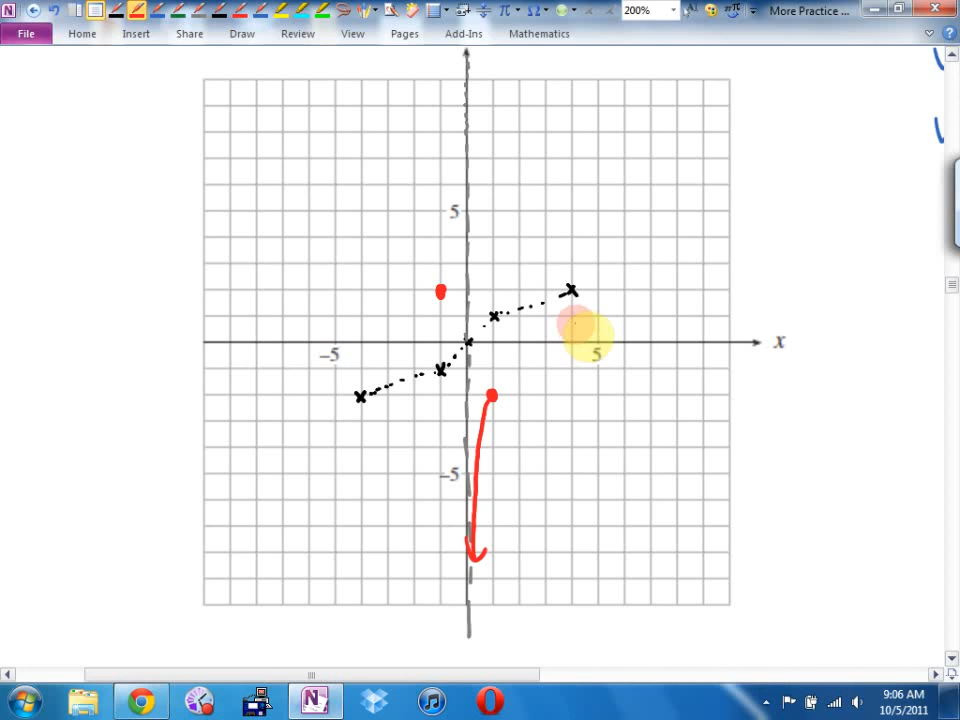 200%
More Practice ...
File Home Insert Share Draw Review View Pages Add-Ins Mathematics
5
-5 5 x
-5
9:06 AM
10/5/2011